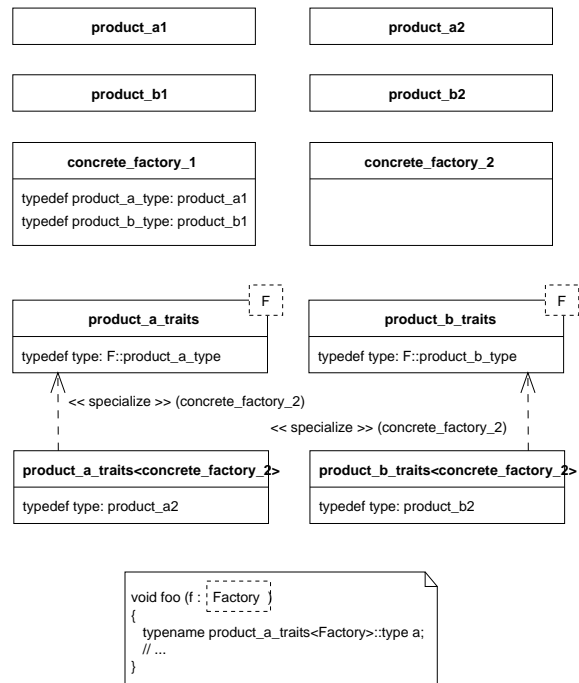 product_a1
product_a2
product_b1
product_b2
concrete_factory_1
typedef product_a_type: product_a1
typedef product_b_type: product_b1
concrete_factory_2
F
product_a_traits
typedef type: F::product_a_type
F
product_b_traits
typedef type: F::product_b_type
<< specialize >> (concrete_factory_2)
<< specialize >> (concrete_factory_2)
product_a_traits<concrete_factory_2>
typedef type: product_a2
product_b_traits<concrete_factory_2>
typedef type: product_b2
void foo (f : Factory )
{
typename product_a_traits<Factory>::type a;
// ...
}